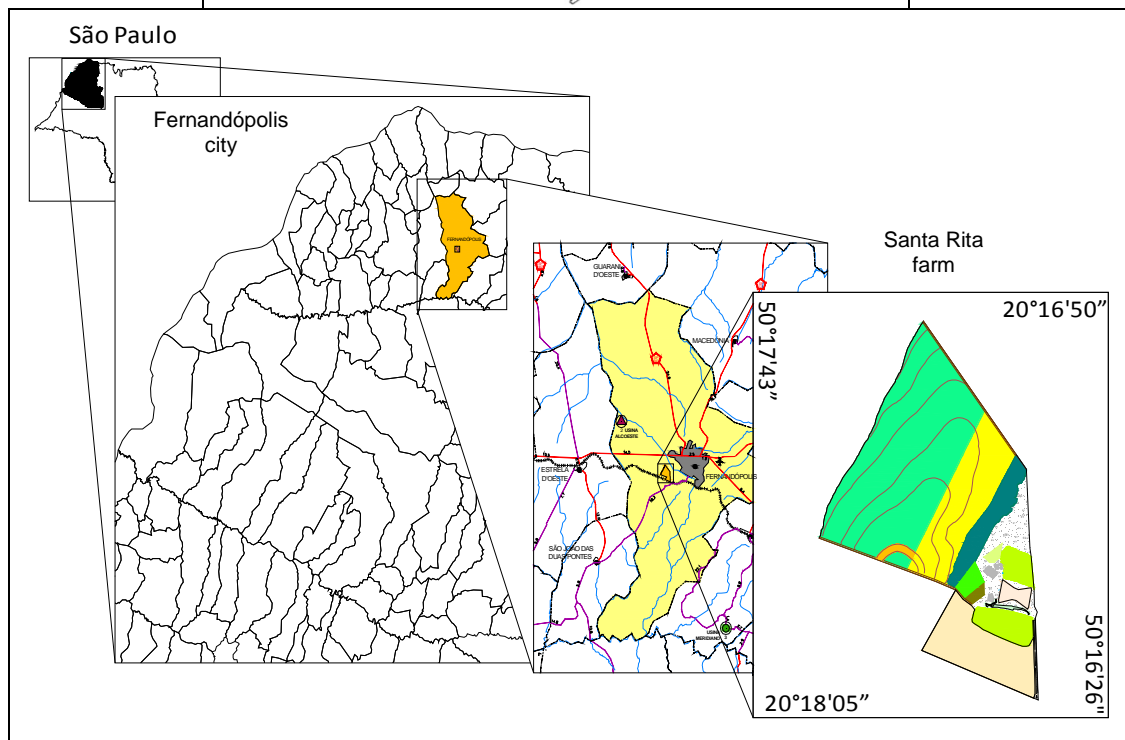 São Paulo
Fernandópolis
city
FERNANDÓPOLIS
Santa Rita
farm
GUARANI
D'OESTE
MACEDÔNIA
USINA
ALCOESTE
ESTRELA
D'OESTE
FERNANDÓPOLIS
SÃO JOÃO DAS
DUAS PONTES
USINA
MERIDIANO
50°17'43”
20°16'50”
20°18'05”
50°16'26”